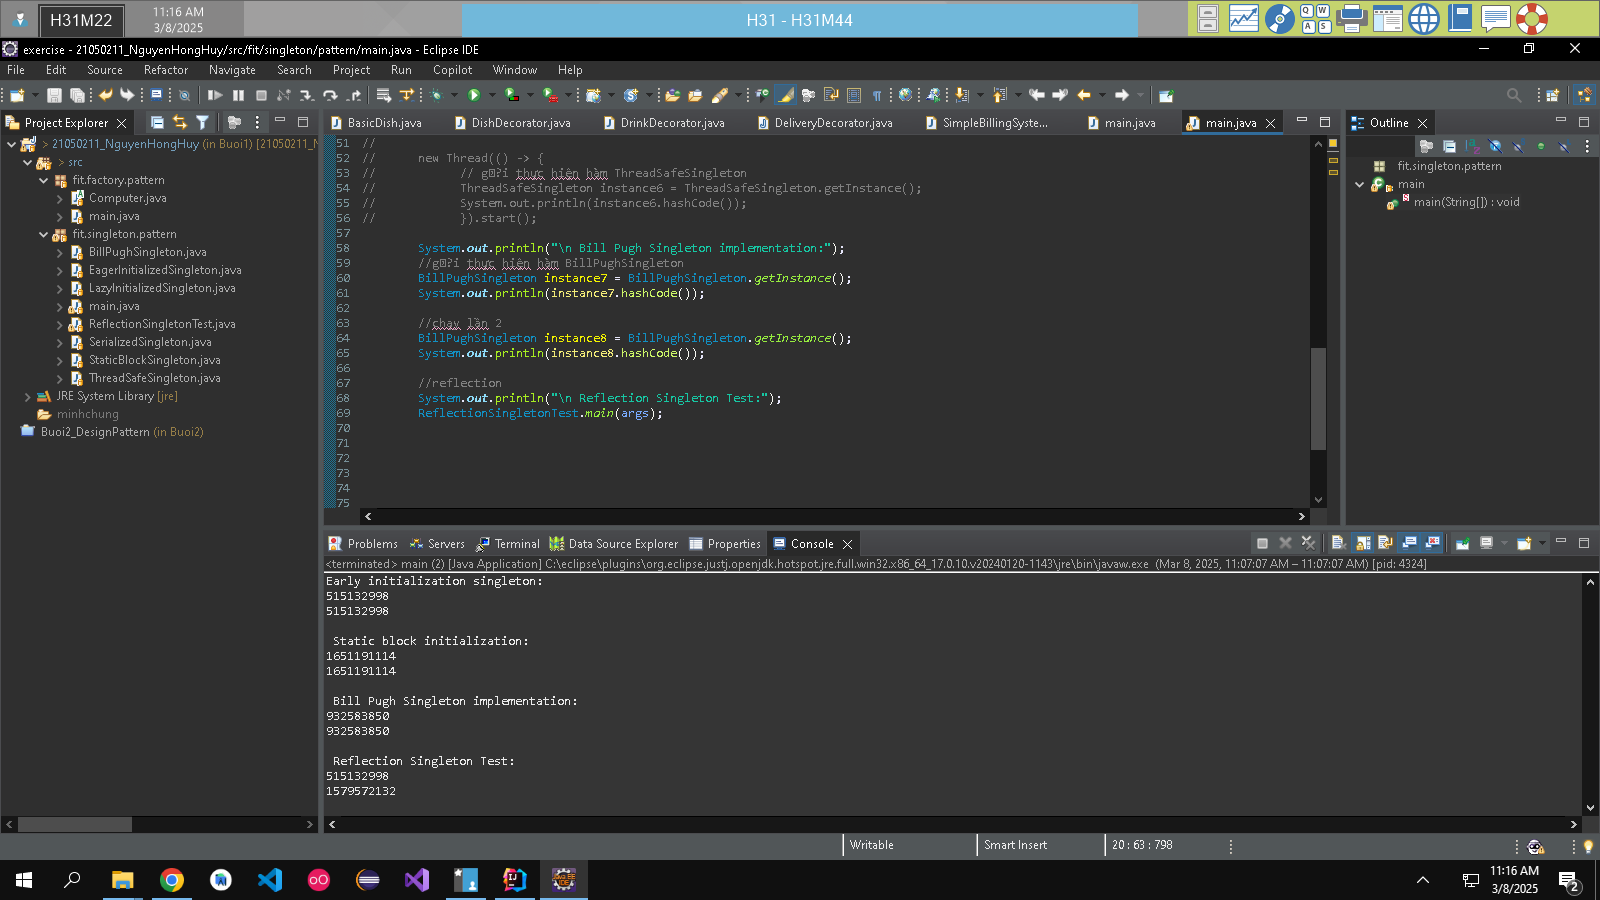 H31M22
11:16 AM
3/8/2025
H31 - H31M44
exercise - 21050211_NguyenHongHuy/src/fit/singleton/pattern/main.java - Eclipse IDE
File Edit Source Refactor Navigate Search Project Run Copilot Window Help
Project Explorer
> 21050211_NguyenHongHuy (in Buoi1) [21050211_N
> src
fit.factory.pattern
Computer.java
main.java
fit.singleton.pattern
BillPughSingleton.java
EagerInitializedSingleton.java
LazyInitializedSingleton.java
main.java
ReflectionSingletonTest.java
SerializedSingleton.java
StaticBlockSingleton.java
ThreadSafeSingleton.java
JRE System Library [jre]
minhchung
Buoi2_DesignPattern (in Buoi2)
BasicDish.java DishDecorator.java DrinkDecorator.java DeliveryDecorator.java SimpleBillingSyste... main.java main.java
51 //
52 // new Thread(() -> {
53 // // g�?i thực hiện hàm ThreadSafeSingleton
54 // ThreadSafeSingleton instance6 = ThreadSafeSingleton.getInstance();
55 // System.out.println(instance6.hashCode());
56 // }).start();
57
58 System.out.println("\n Bill Pugh Singleton implementation:");
59 //g�?i thực hiện hàm BillPughSingleton
60 BillPughSingleton instance7 = BillPughSingleton.getInstance();
61 System.out.println(instance7.hashCode());
62
63 //chạy lần 2
64 BillPughSingleton instance8 = BillPughSingleton.getInstance();
65 System.out.println(instance8.hashCode());
66
67 //reflection
68 System.out.println("\n Reflection Singleton Test:");
69 ReflectionSingletonTest.main(args);
70
71
72
73
74
75
Outline
fit.singleton.pattern
main
main(String[]) : void
Problems Servers Terminal Data Source Explorer Properties Console
<terminated> main (2) [Java Application] C:\eclipse\plugins\org.eclipse.justj.openjdk.hotspot.jre.full.win32.x86_64_17.0.10.v20240120-1143\jre\bin\javaw.exe (Mar 8, 2025, 11:07:07 AM – 11:07:07 AM) [pid: 4324]
Early initialization singleton:
515132998
515132998
Static block initialization:
1651191114
1651191114
Bill Pugh Singleton implementation:
932583850
932583850
Reflection Singleton Test:
515132998
1579572132
Writable Smart Insert 20 : 63 : 798
11:16 AM
3/8/2025
2